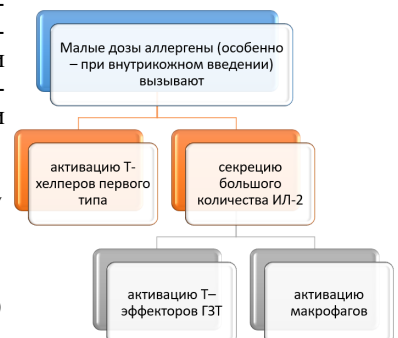 Малые дозы аллергены (особенно
– при внутрикожном введении)
вызывают
активацию Т-
хелперов первого
типа
секрецию
большого
количества ИЛ-2
активацию Т–
эффекторов ГЗТ
активацию
макрофагов